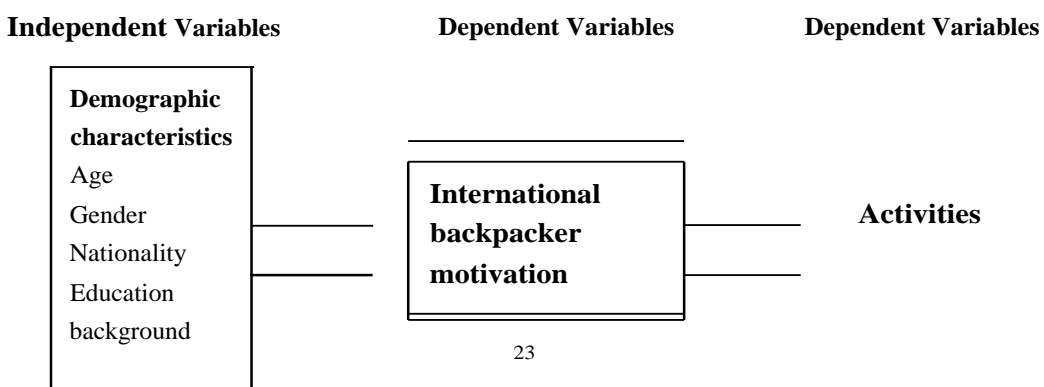 Independent Variables
Dependent Variables
Dependent Variables
Demographic
characteristics
Age
Gender
Nationality
Education
background
International
backpacker
motivation
Activities
23